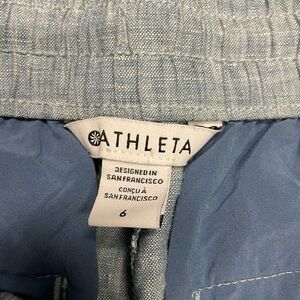 ATHLETA
DESIGNED IN
SAN FRANCISCO
CONÇU À
SAN FRANCISCO
6